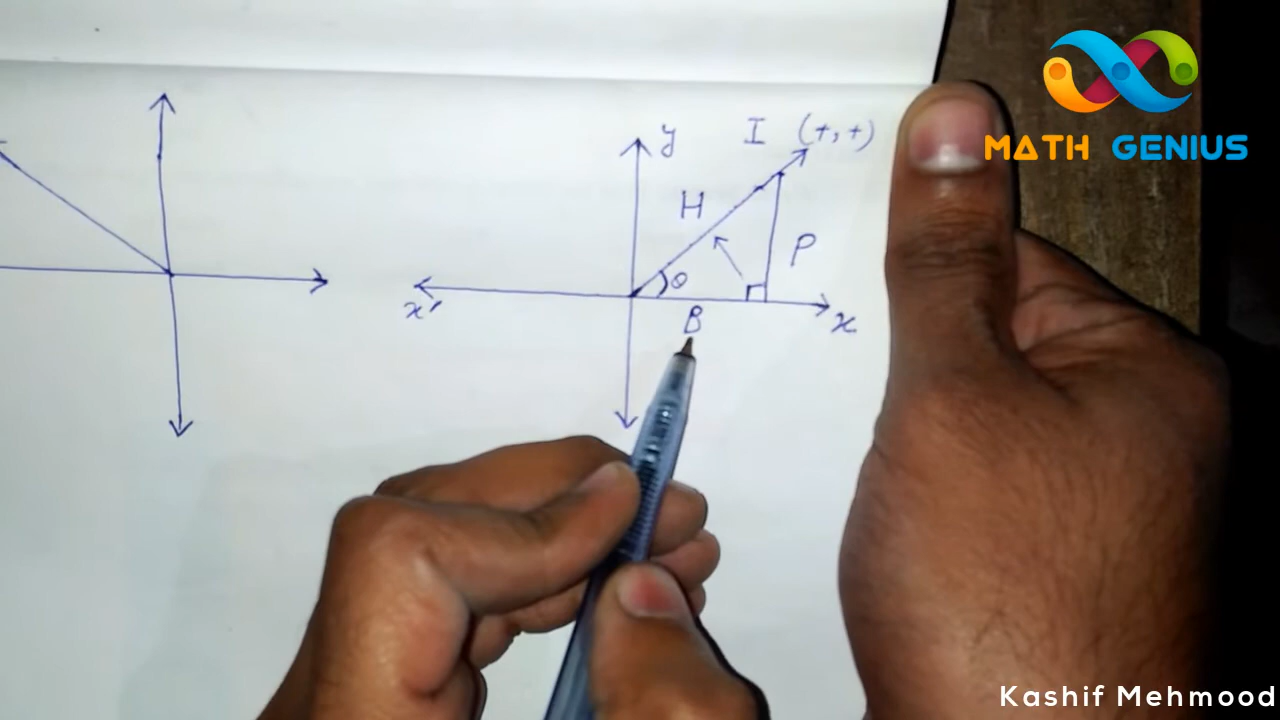 MATH GENIUS
y
I (+,+)
H
P
θ
x'
B
x
Kashif Mehmood